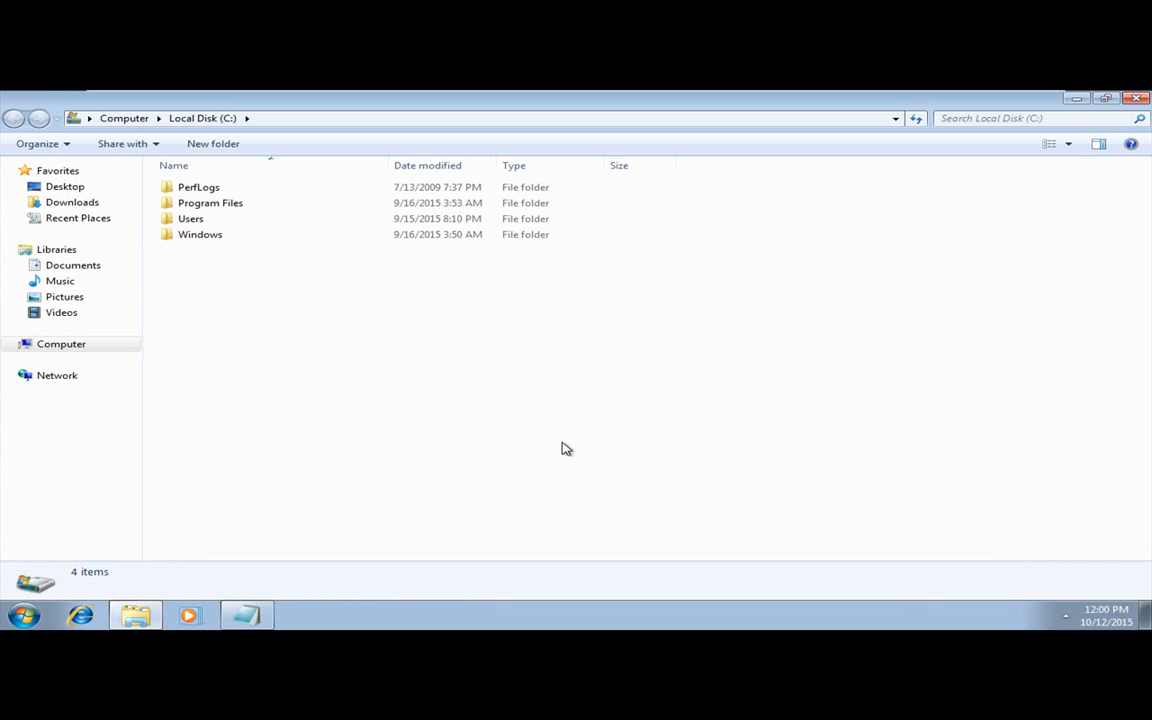 Computer Local Disk (C:)
Search Local Disk (C:)
Organize Share with New folder
Name Date modified Type Size
Favorites
Desktop
Downloads
Recent Places
Libraries
Documents
Music
Pictures
Videos
Computer
Network
PerfLogs 7/13/2009 7:37 PM File folder
Program Files 9/16/2015 3:53 AM File folder
Users 9/15/2015 8:10 PM File folder
Windows 9/16/2015 3:50 AM File folder
4 items
12:00 PM
10/12/2015